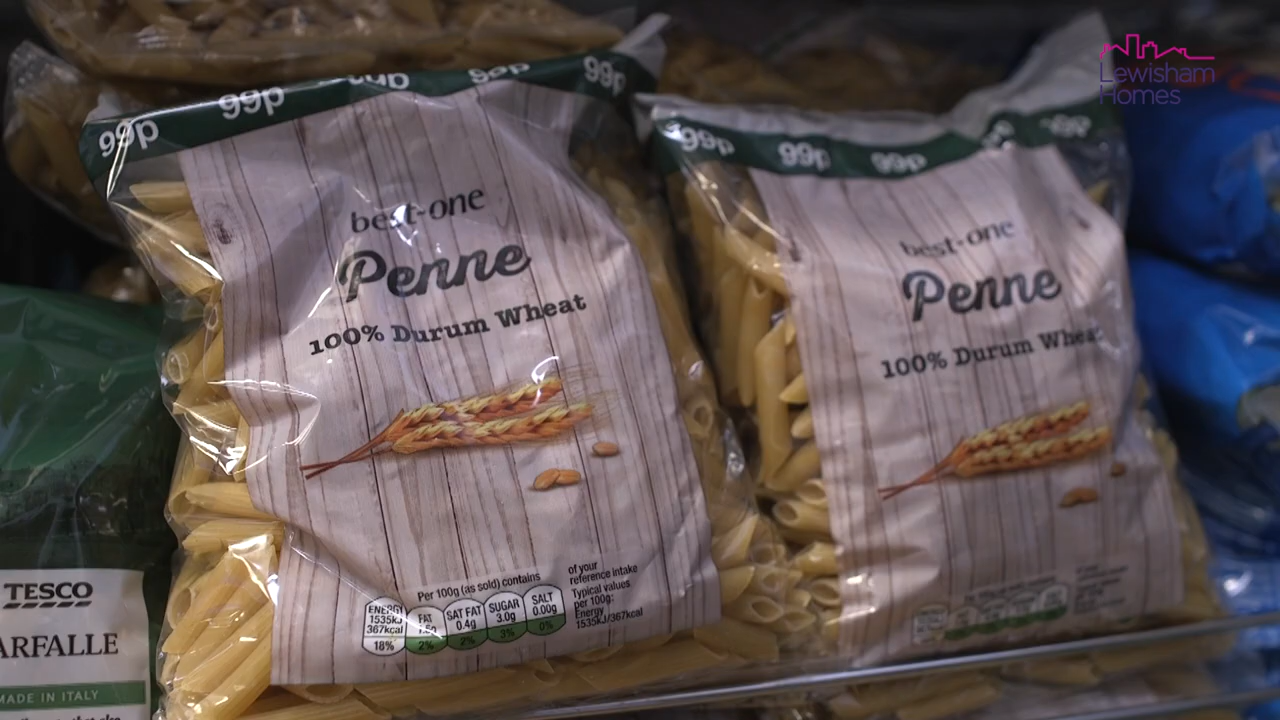 Lewisham
Homes
99p
99p
99p
99p
best-one
Penne
100% Durum Wheat
Per 100g (as sold) contains
ENERGY
1535kJ
367kcal
18%
FAT
2%
SAT FAT
0.4g
2%
SUGAR
3.0g
3%
SALT
0.00g
0%
of your
reference intake
Typical values
per 100g:
Energy
1535kJ/367kcal
99p
99p
99p
99p
best-one
Penne
100% Durum Wheat
TESCO
ARFALLE
MADE IN ITALY